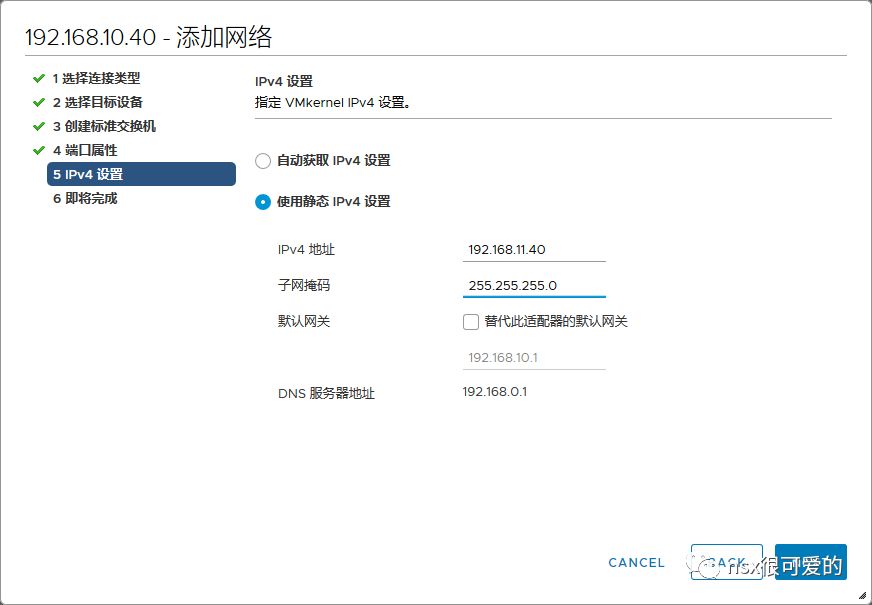 192.168.10.40 - 添加网络
1 选择连接类型
2 选择目标设备
3 创建标准交换机
4 端口属性
5 IPv4 设置
6 即将完成
IPv4 设置
指定 VMkernel IPv4 设置。
自动获取 IPv4 设置
使用静态 IPv4 设置
IPv4 地址 192.168.11.40
子网掩码 255.255.255.0
默认网关 替代此适配器的默认网关
192.168.10.1
DNS 服务器地址 192.168.0.1
CANCEL BACK
nsx很可爱的